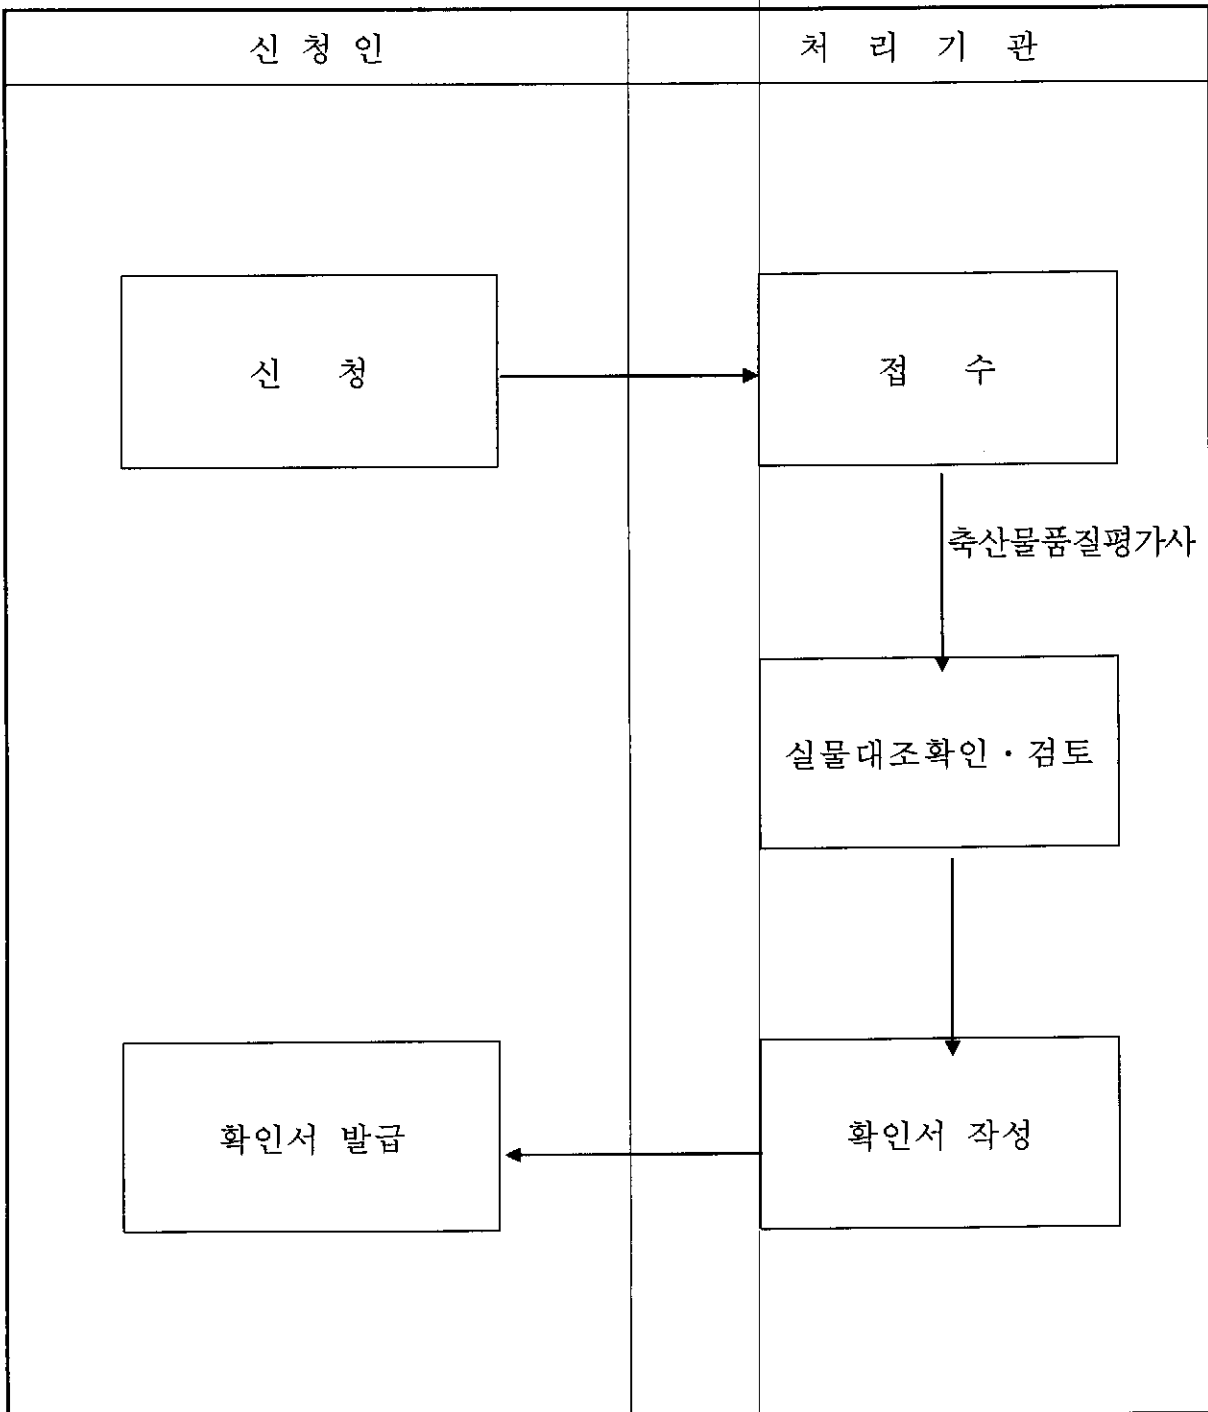 신 청 인
처 리 기 관
신 청
접 수
축산물품질평가사
실물대조확인 · 검토
확인서 발급
확인서 작성